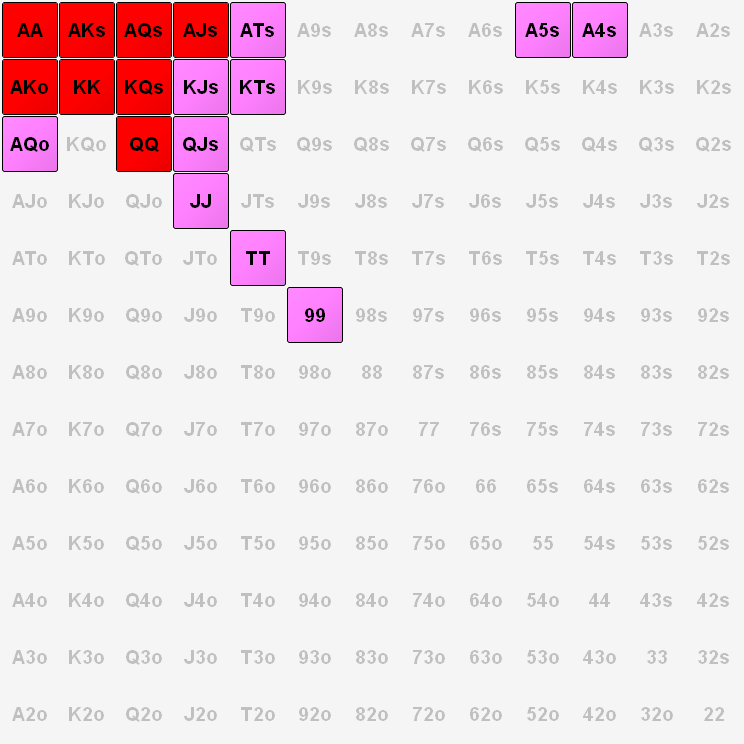 AA AKs AQs AJs ATs A9s A8s A7s A6s A5s A4s A3s A2s
AKo KK KQs KJs KTs K9s K8s K7s K6s K5s K4s K3s K2s
AQo KQo QQ QJs QTs Q9s Q8s Q7s Q6s Q5s Q4s Q3s Q2s
AJo KJo QJo JJ JTs J9s J8s J7s J6s J5s J4s J3s J2s
ATo KTo QTo JTo TT T9s T8s T7s T6s T5s T4s T3s T2s
A9o K9o Q9o J9o T9o 99 98s 97s 96s 95s 94s 93s 92s
A8o K8o Q8o J8o T8o 98o 88 87s 86s 85s 84s 83s 82s
A7o K7o Q7o J7o T7o 97o 87o 77 76s 75s 74s 73s 72s
A6o K6o Q6o J6o T6o 96o 86o 76o 66 65s 64s 63s 62s
A5o K5o Q5o J5o T5o 95o 85o 75o 65o 55 54s 53s 52s
A4o K4o Q4o J4o T4o 94o 84o 74o 64o 54o 44 43s 42s
A3o K3o Q3o J3o T3o 93o 83o 73o 63o 53o 43o 33 32s
A2o K2o Q2o J2o T2o 92o 82o 72o 62o 52o 42o 32o 22